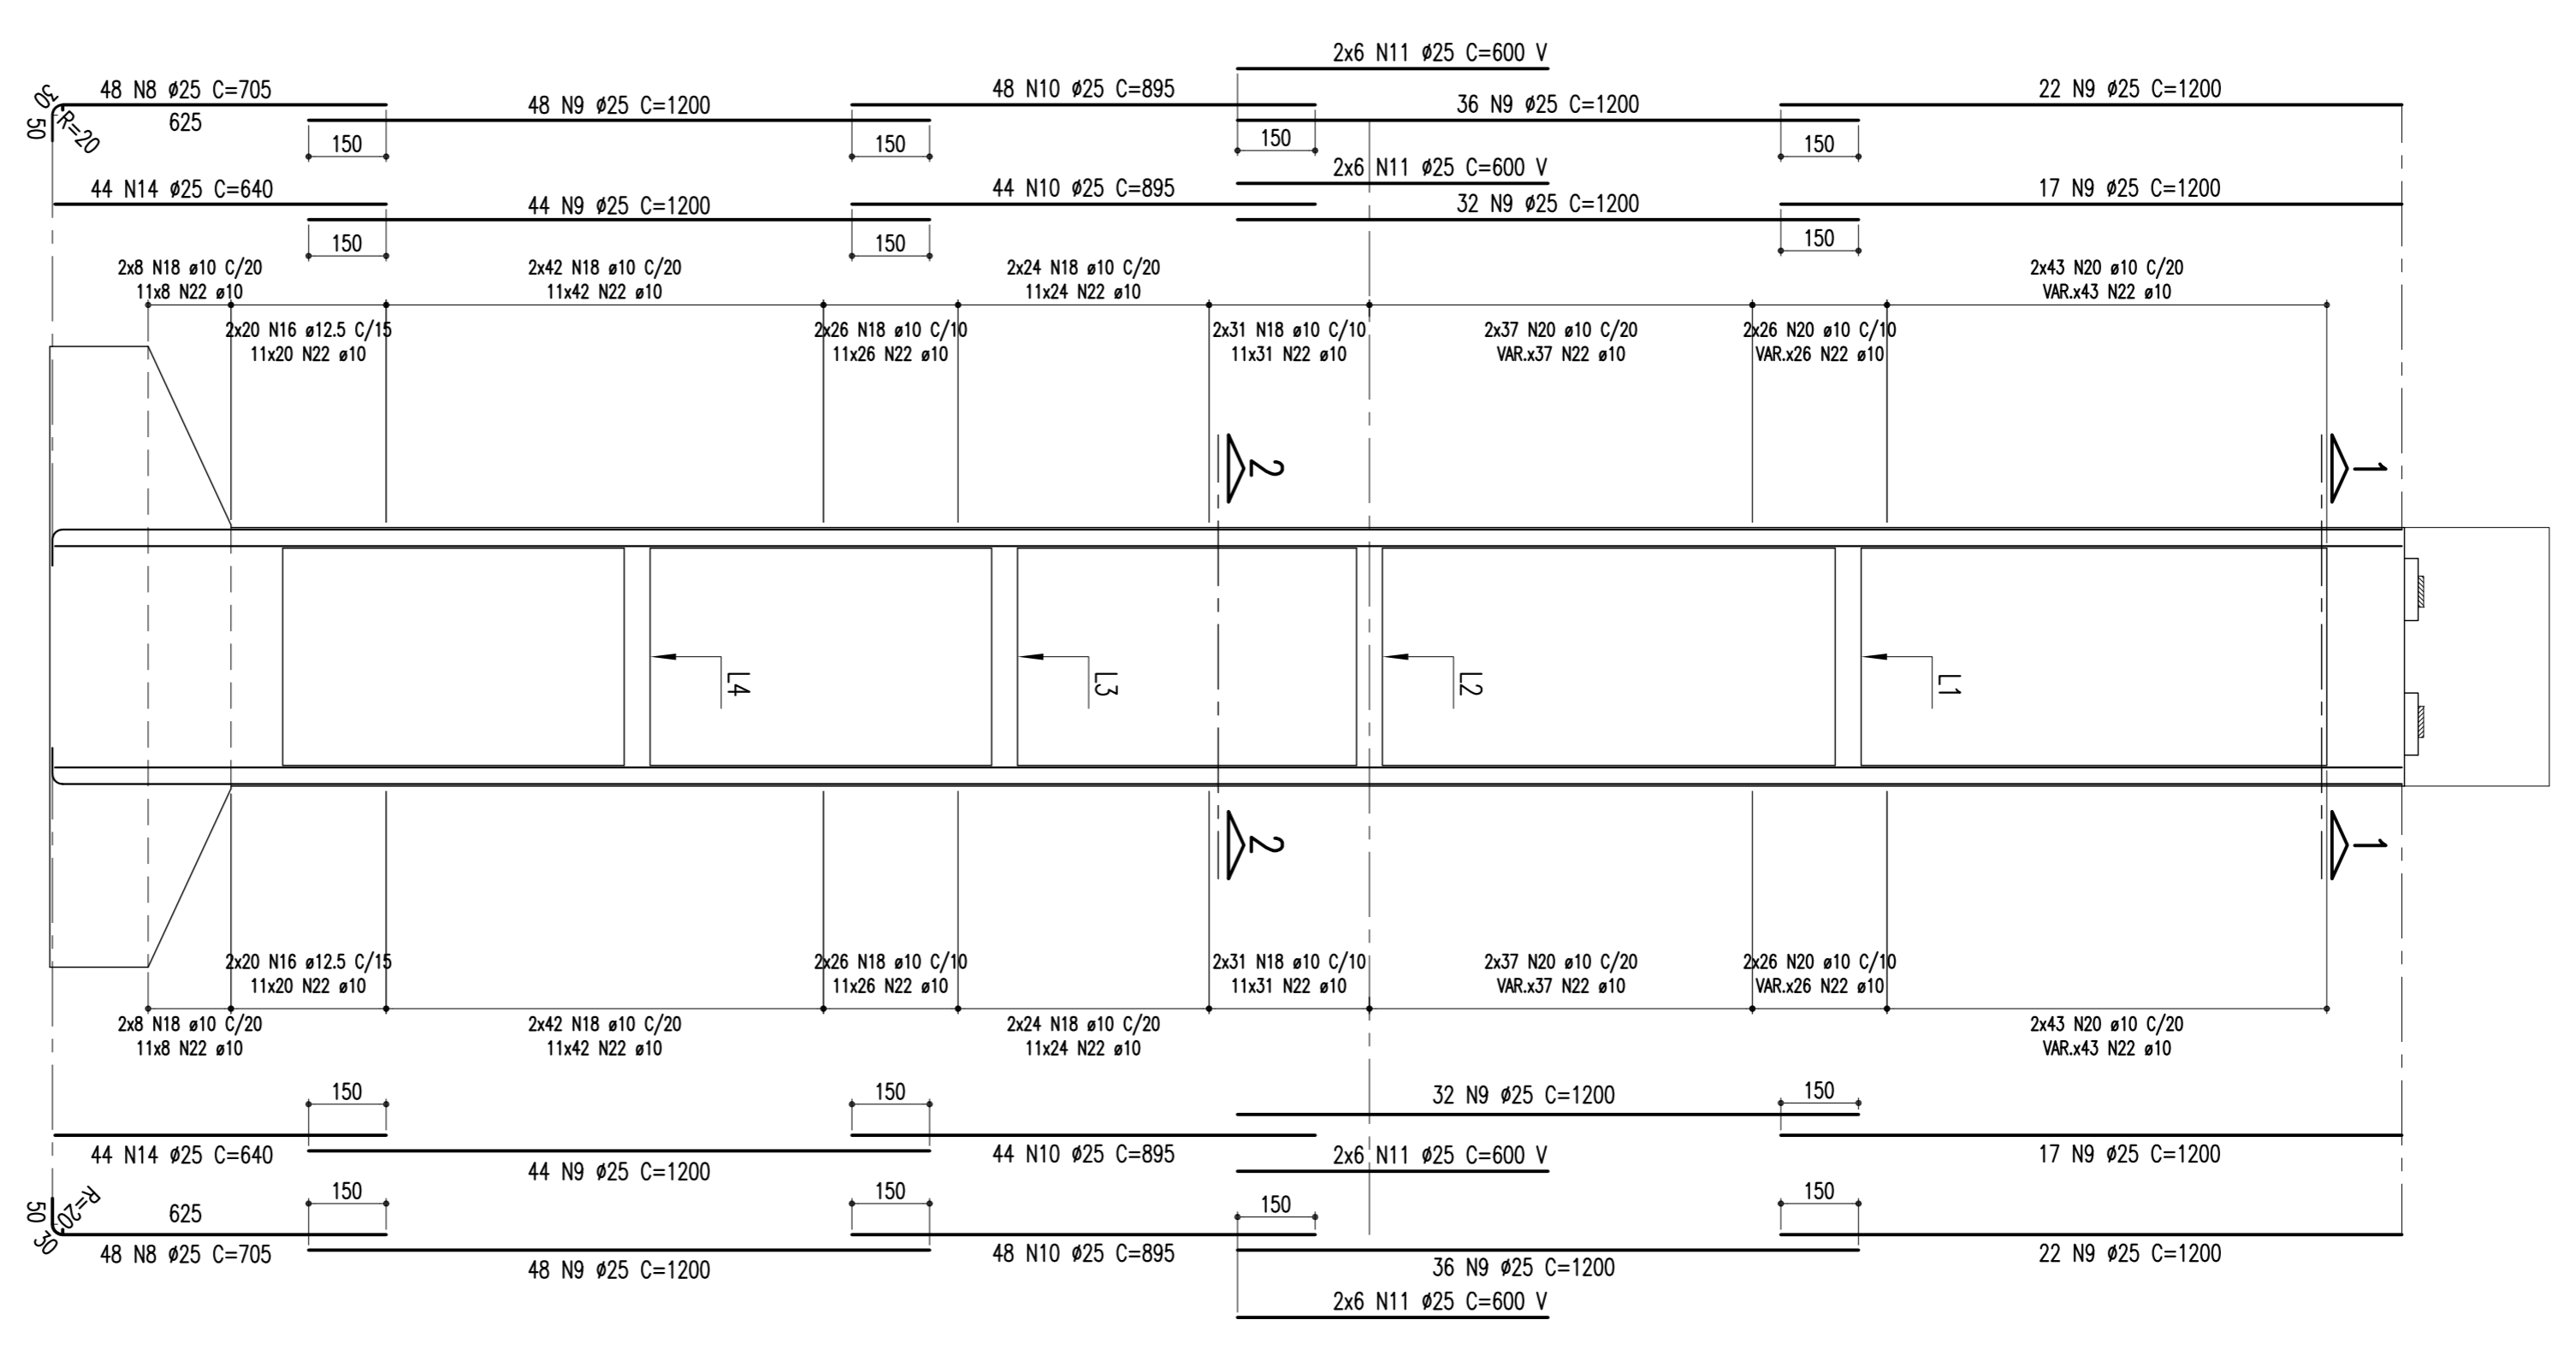 2x6 N11 ø25 C=600 V
48 N8 ø25 C=705
48 N9 ø25 C=1200
48 N10 ø25 C=895
36 N9 ø25 C=1200
22 N9 ø25 C=1200
30
50
R=20
625
150
150
150
150
2x6 N11 ø25 C=600 V
44 N14 ø25 C=640
44 N9 ø25 C=1200
44 N10 ø25 C=895
32 N9 ø25 C=1200
17 N9 ø25 C=1200
150
150
150
2x8 N18 ø10 C/20
11x8 N22 ø10
2x42 N18 ø10 C/20
11x42 N22 ø10
2x24 N18 ø10 C/20
11x24 N22 ø10
2x43 N20 ø10 C/20
VAR.x43 N22 ø10
2x20 N16 ø12.5 C/15
11x20 N22 ø10
2x26 N18 ø10 C/10
11x26 N22 ø10
2x31 N18 ø10 C/10
11x31 N22 ø10
2x37 N20 ø10 C/20
VAR.x37 N22 ø10
2x26 N20 ø10 C/10
VAR.x26 N22 ø10
2
1
L4
L3
L2
L1
2
1
2x20 N16 ø12.5 C/15
11x20 N22 ø10
2x26 N18 ø10 C/10
11x26 N22 ø10
2x31 N18 ø10 C/10
11x31 N22 ø10
2x37 N20 ø10 C/20
VAR.x37 N22 ø10
2x26 N20 ø10 C/10
VAR.x26 N22 ø10
2x8 N18 ø10 C/20
11x8 N22 ø10
2x42 N18 ø10 C/20
11x42 N22 ø10
2x24 N18 ø10 C/20
11x24 N22 ø10
2x43 N20 ø10 C/20
VAR.x43 N22 ø10
150
150
32 N9 ø25 C=1200
150
44 N14 ø25 C=640
44 N9 ø25 C=1200
44 N10 ø25 C=895
2x6 N11 ø25 C=600 V
17 N9 ø25 C=1200
50
R=20
30
625
150
150
150
150
48 N8 ø25 C=705
48 N9 ø25 C=1200
48 N10 ø25 C=895
36 N9 ø25 C=1200
22 N9 ø25 C=1200
2x6 N11 ø25 C=600 V